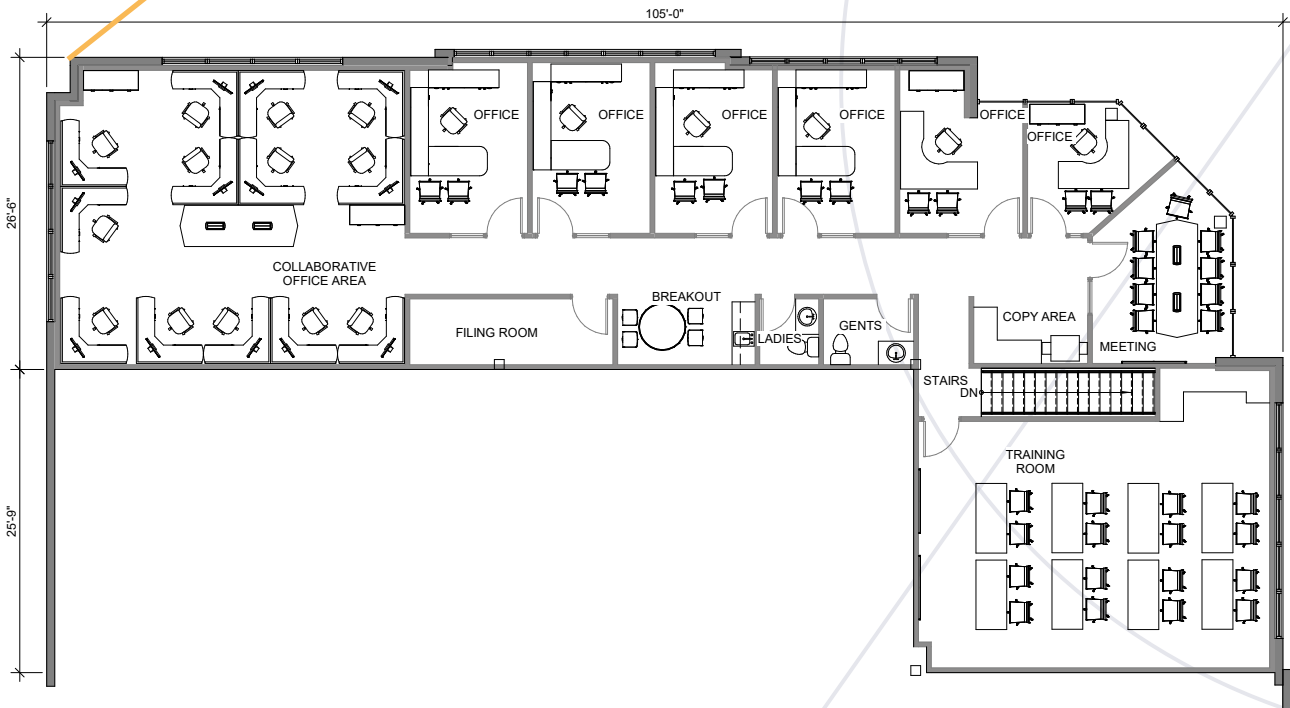 105'-0"
26'-6"
25'-9"
OFFICE
OFFICE
OFFICE
OFFICE
OFFICE
OFFICE
COLLABORATIVE
OFFICE AREA
BREAKOUT
FILING ROOM
LADIES
GENTS
COPY AREA
MEETING
STAIRS
DN
TRAINING
ROOM